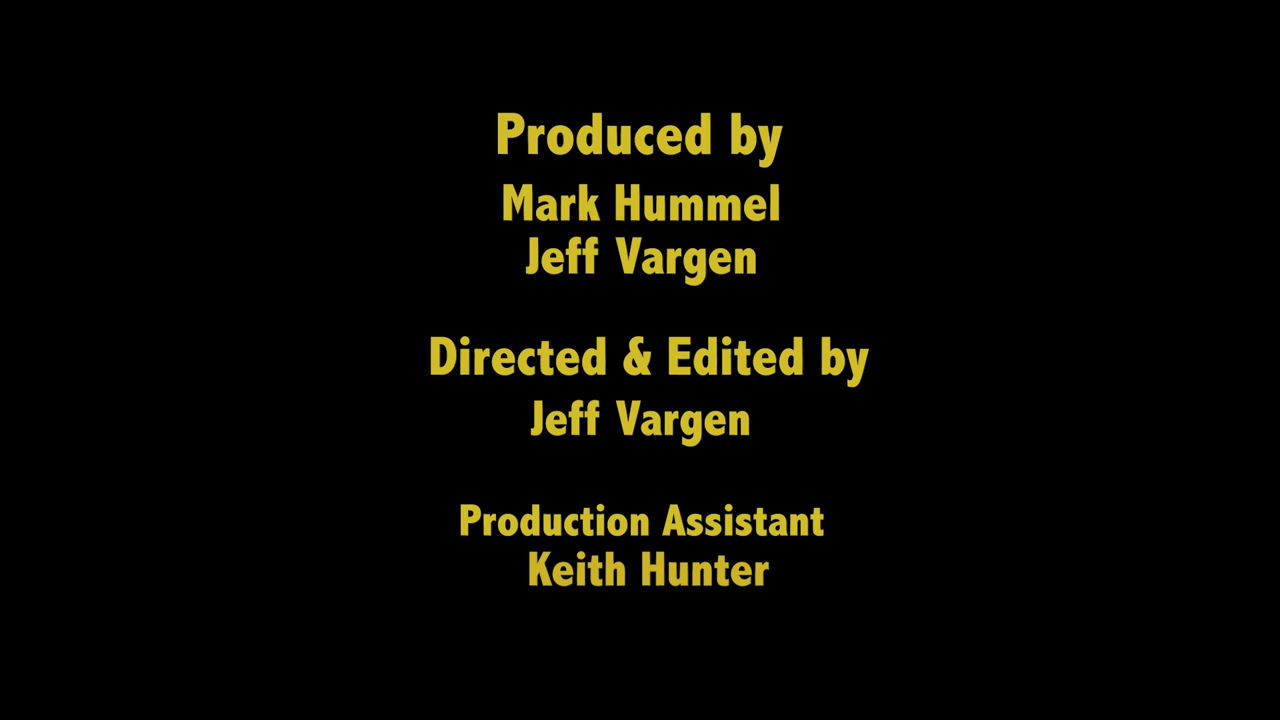 Produced by
Mark Hummel
Jeff Vargen
Directed & Edited by
Jeff Vargen
Production Assistant
Keith Hunter